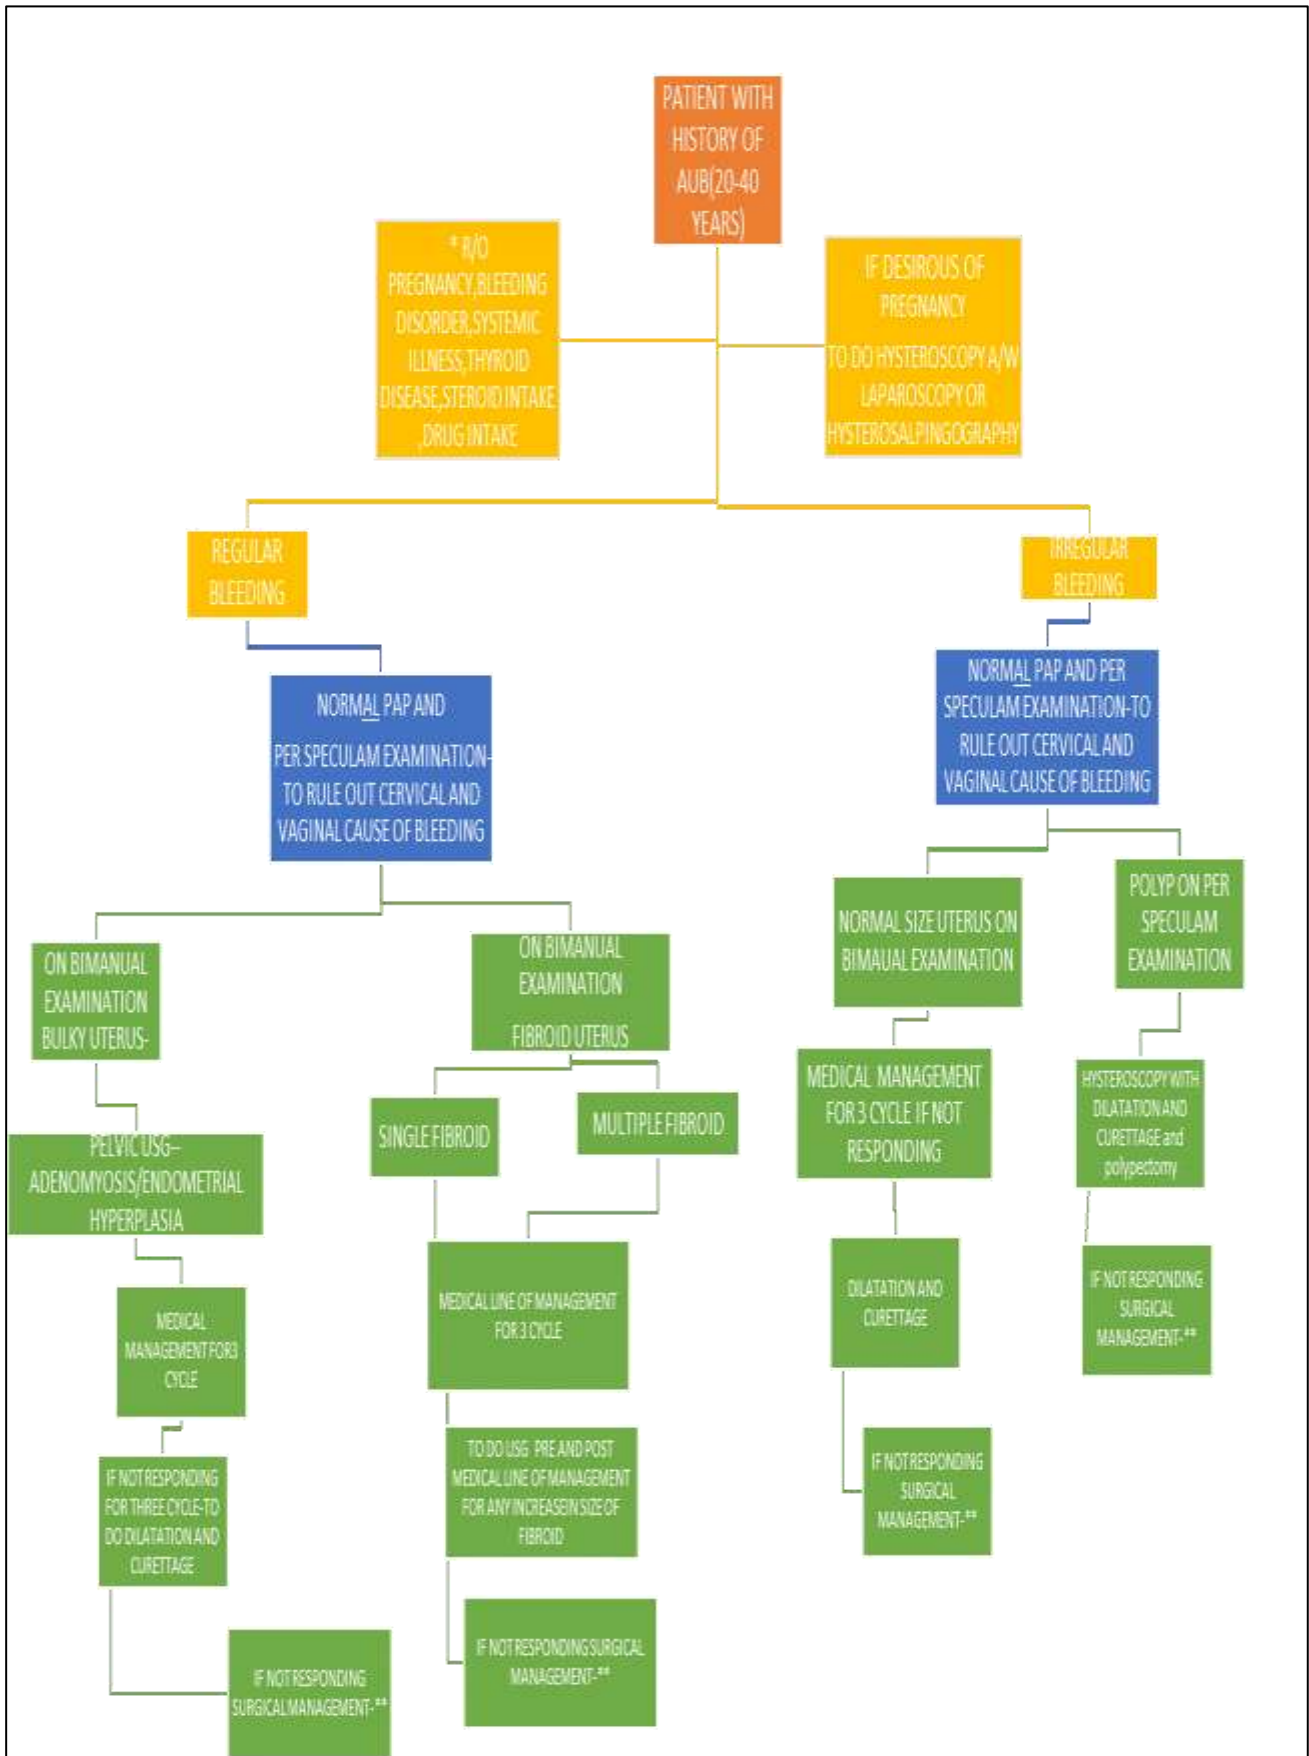 PATIENT WITH
HISTORY OF
AUB(20-40
YEARS)
* R/O
PREGNANCY,BLEEDING
DISORDER,SYSTEMIC
ILLNESS,THYROID
DISEASE,STEROID INTAKE
,DRUG INTAKE
IF DESIROUS OF
PREGNANCY
TO DO HYSTEROSCOPY A/W
LAPAROSCOPY OR
HYSTEROSALPINGOGRAPHY
REGULAR
BLEEDING
IRREGULAR
BLEEDING
NORMAL PAP AND
PER SPECULAM EXAMINATION-
TO RULE OUT CERVICAL AND
VAGINAL CAUSE OF BLEEDING
NORMAL PAP AND PER
SPECULAM EXAMINATION-TO
RULE OUT CERVICAL AND
VAGINAL CAUSE OF BLEEDING
ON BIMANUAL
EXAMINATION
BULKY UTERUS-
ON BIMANUAL
EXAMINATION
FIBROID UTERUS
NORMAL SIZE UTERUS ON
BIMAUAL EXAMINATION
POLYP ON PER
SPECULAM
EXAMINATION
PELVIC USG–
ADENOMYOSIS/ENDOMETRIAL
HYPERPLASIA
SINGLE FIBROID
MULTIPLE FIBROID
MEDICAL MANAGEMENT
FOR 3 CYCLE IF NOT
RESPONDING
HYSTEROSCOPY WITH
DILATATION AND
CURETTAGE and
polypectomy
MEDICAL
MANAGEMENT FOR3
CYCLE
MEDICAL LINE OF MANAGEMENT
FOR 3 CYCLE
DILATATION AND
CURETTAGE
IF NOT RESPONDING
SURGICAL
MANAGEMENT-**
IF NOT RESPONDING
FOR THREE CYCLE-TO
DO DILATATION AND
CURETTAGE
TO DO USG PRE AND POST
MEDICAL LINE OF MANAGEMENT
FOR ANY INCREASEIN SIZE OF
FIBROID
IF NOT RESPONDING
SURGICAL
MANAGEMENT-**
IF NOT RESPONDING
SURGICAL MANAGEMENT-**
IF NOT RESPONDING SURGICAL
MANAGEMENT-**